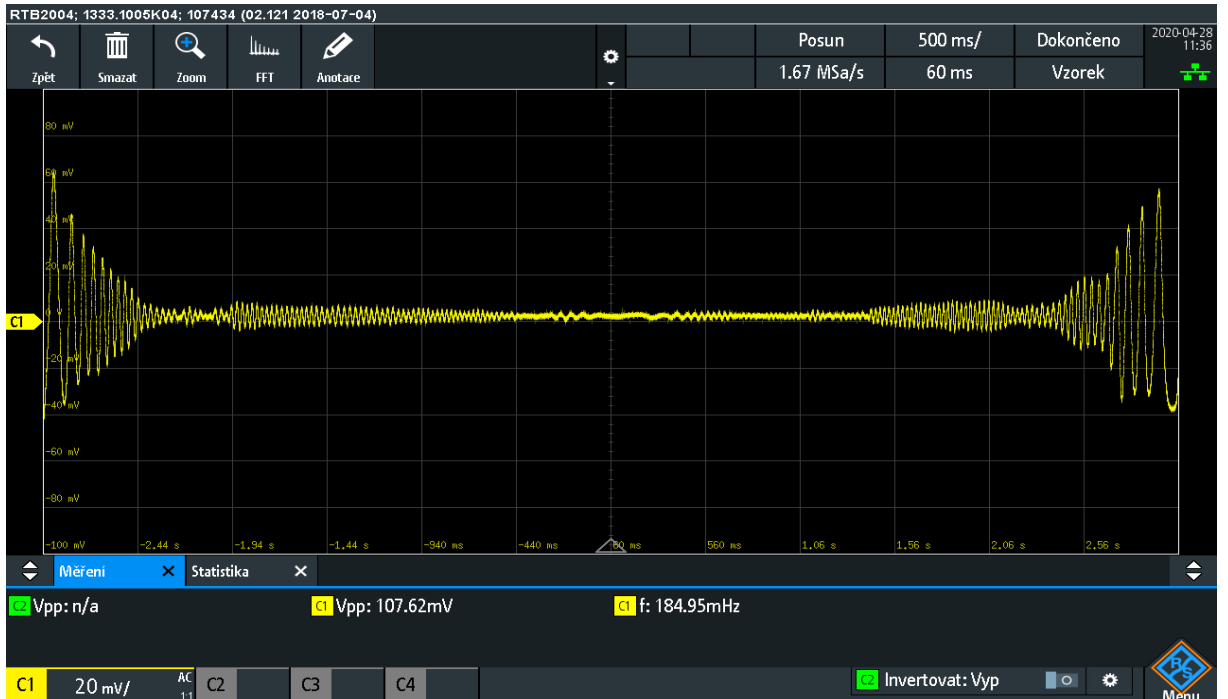 RTB2004; 1333.1005K04; 107434 (02.121 2018-07-04)
Zpět Smazat Zoom FFT Anotace
Posun 500 ms/ Dokončeno 2020-04-28
11:36
1.67 MSa/s 60 ms Vzorek
80 mV
60 mV
40 mV
20 mV
C1
0 V
-20 mV
-40 mV
-60 mV
-80 mV
-100 mV -2.44 s -1.94 s -1.44 s -940 ms -440 ms 60 ms 560 ms 1.06 s 1.56 s 2.06 s 2.56 s
Měření Statistika
C2 Vpp: n/a C1 Vpp: 107.62mV C1 f: 184.95mHz
C1 20 mV/ AC 1:1 C2 C3 C4 C2 Invertovat: Vyp
R&S
Menu